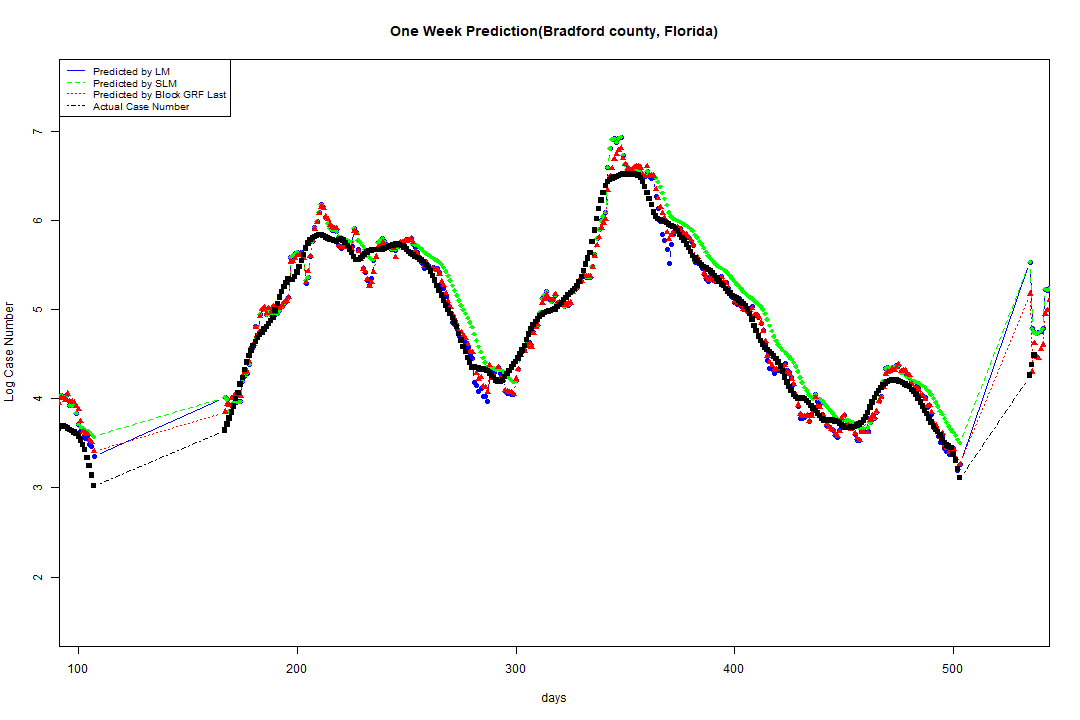 One Week Prediction(Bradford county, Florida)
Predicted by LM
Predicted by SLM
Predicted by Block GRF Last
Actual Case Number
Log Case Number
7
6
5
4
3
2
100 200 300 400 500
days